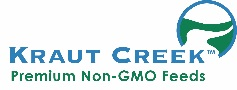 KRAUT CREEK™
Premium Non-GMO Feeds